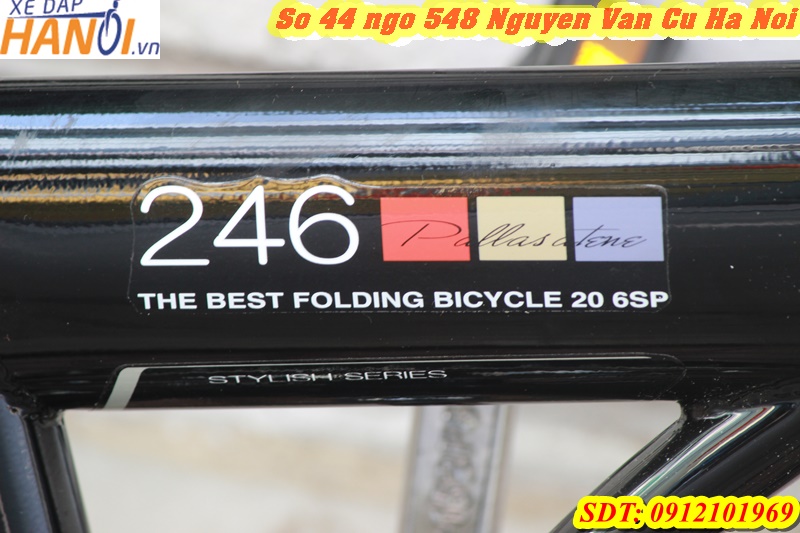 XE ĐẠP
HANOI.vn
So 44 ngo 548 Nguyen Van Cu Ha Noi
246 Pallas atene
THE BEST FOLDING BICYCLE 20 6SP
STYLISH SERIES
SDT: 0912101969